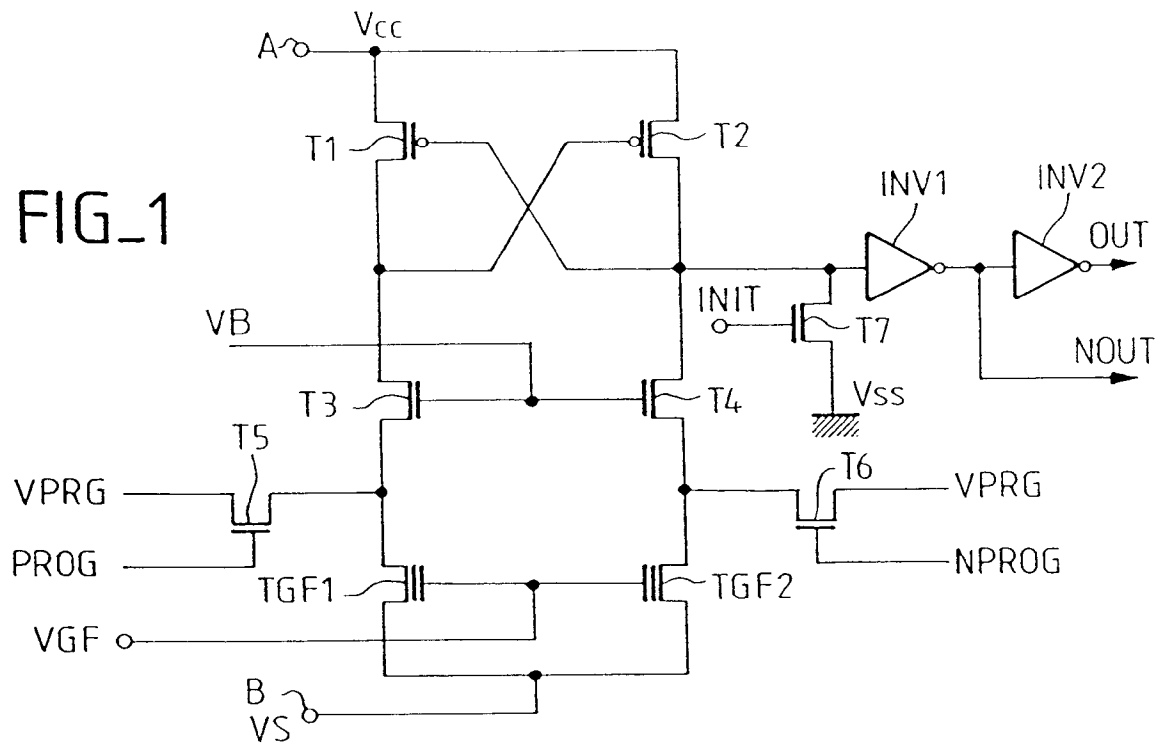 A Vcc
T1 T2
FIG_1
INV1 INV2
OUT
INIT
T7
VB
NOUT
T3 T4
Vss
T5 T6
VPRG VPRG
PROG NPROG
TGF1 TGF2
VGF
B
VS